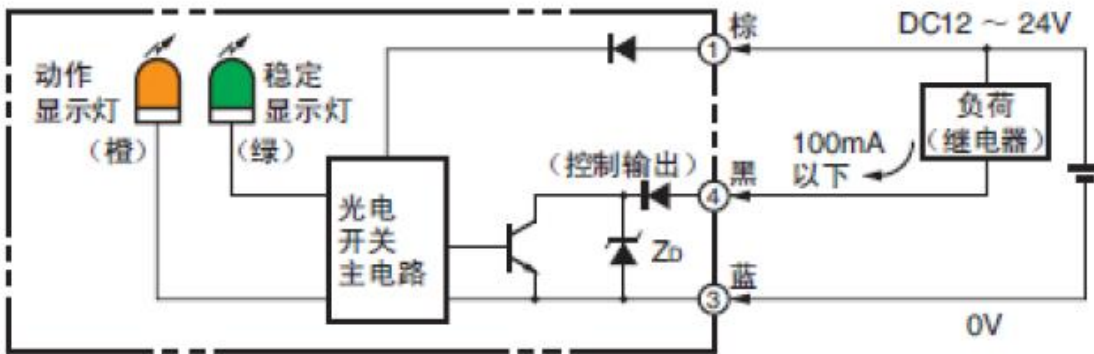 棕
①
DC12 ～ 24V
动作
显示灯
（橙）
稳定
显示灯
（绿）
负荷
（继电器）
100mA
以下
（控制输出）
黑
④
光电
开关
主电路
ZD
蓝
③
0V